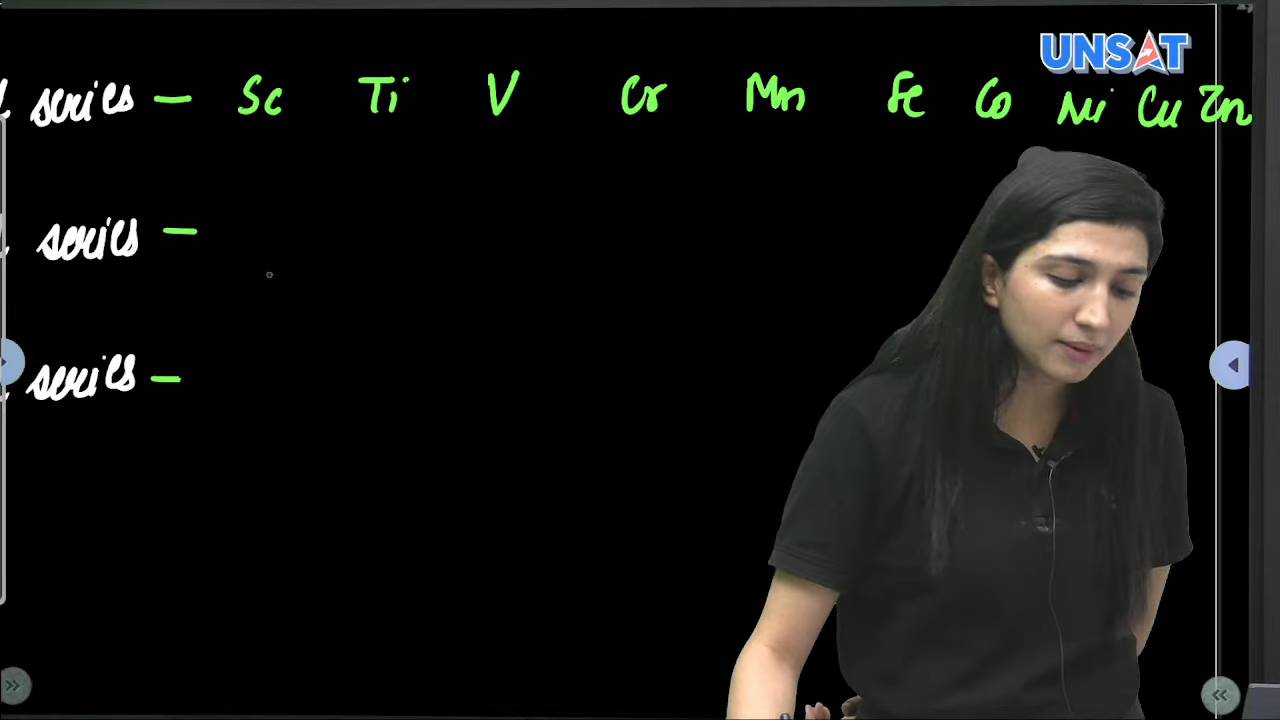 UNSAT
series - Sc Ti V Cr Mn Fe Co Ni Cu Zn
series -
series -